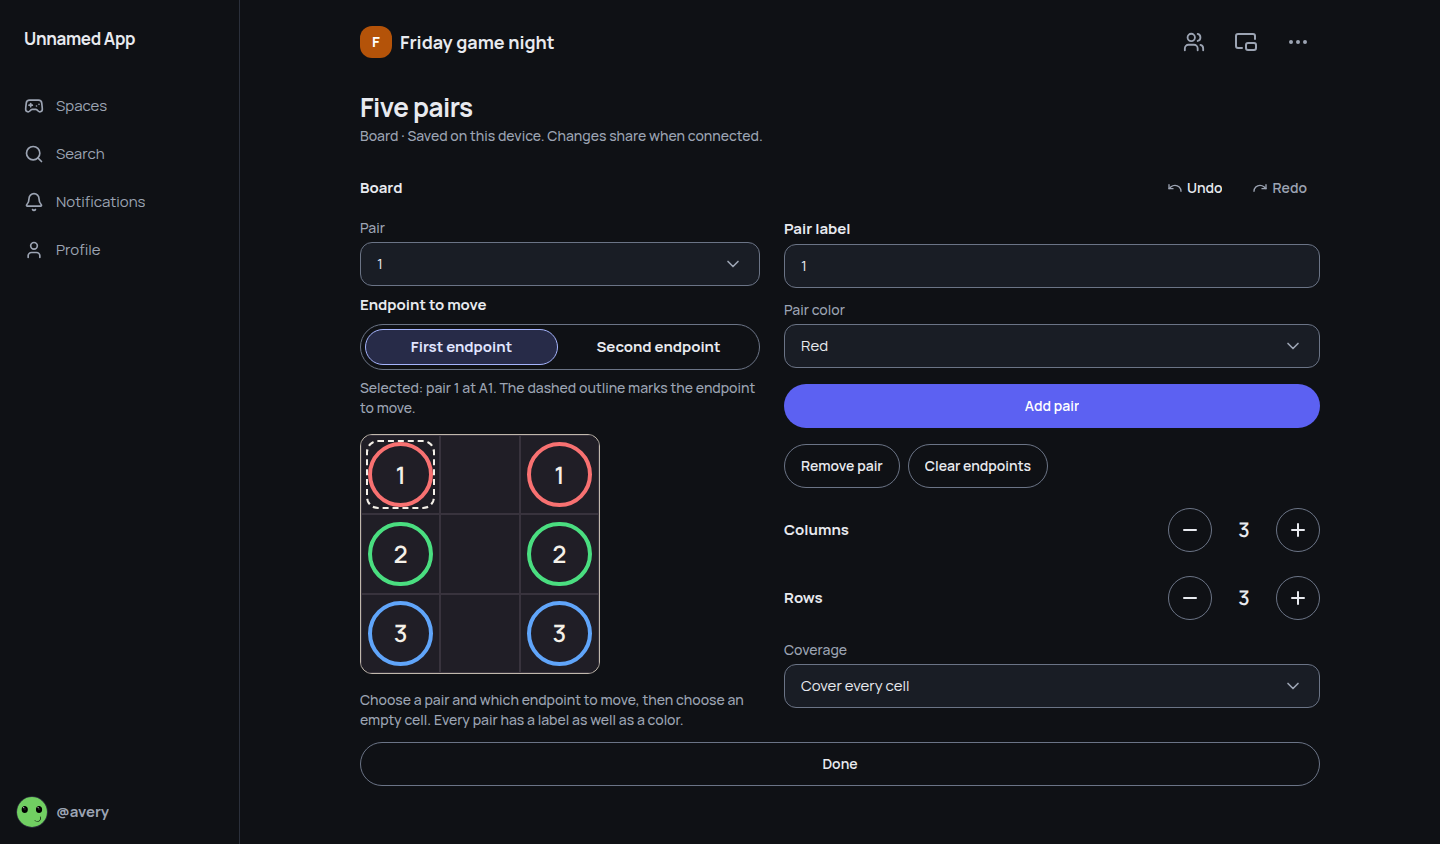 Unnamed App
Spaces
Search
Notifications
Profile
@avery
F Friday game night
Five pairs
Board · Saved on this device. Changes share when connected.
Board
Undo
Redo
Pair
1
Endpoint to move
First endpoint
Second endpoint
Selected: pair 1 at A1. The dashed outline marks the endpoint
to move.
1 1
2 2
3 3
Choose a pair and which endpoint to move, then choose an
empty cell. Every pair has a label as well as a color.
Pair label
1
Pair color
Red
Add pair
Remove pair
Clear endpoints
Columns
3
Rows
3
Coverage
Cover every cell
Done